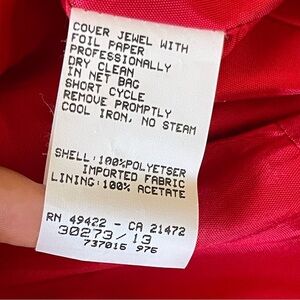 COVER JEWEL WITH
FOIL PAPER
PROFESSIONALLY
DRY CLEAN
IN NET BAG
SHORT CYCLE
REMOVE PROMPTLY
COOL IRON, NO STEAM
SHELL:100%POLYETSER
IMPORTED FABRIC
LINING:100% ACETATE
RN 49422 - CA 21472
30273/13
737016 976